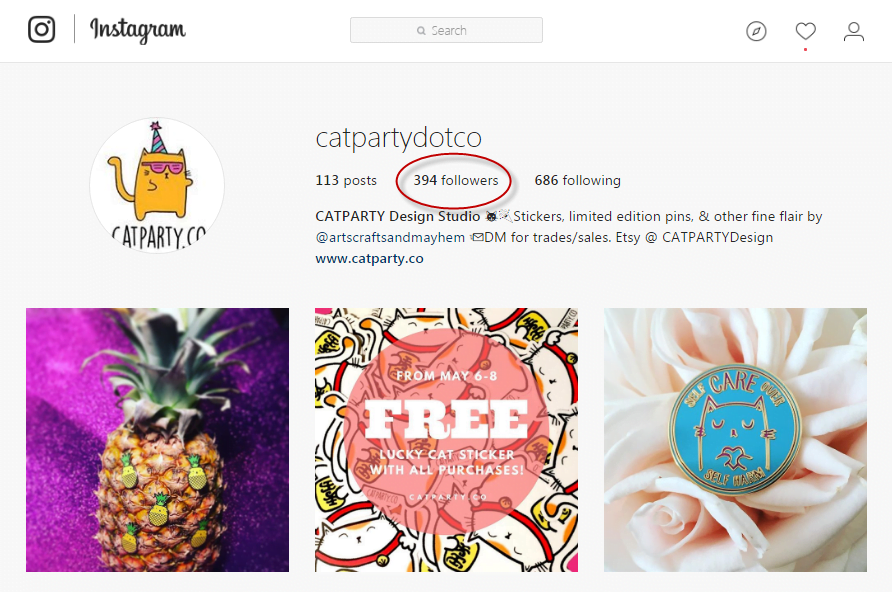 Instagram
Search
catpartydotco
113 posts 394 followers 686 following
CATPARTY Design Studio Stickers, limited edition pins, & other fine flair by
@artscraftsandmayhem DM for trades/sales. Etsy @ CATPARTYDesign
www.catparty.co
CATPARTY.CO
FROM MAY 6-8
FREE
LUCKY CAT STICKER
WITH ALL PURCHASES!
CATPARTY.CO
SELF CARE OVER
SELF HARM